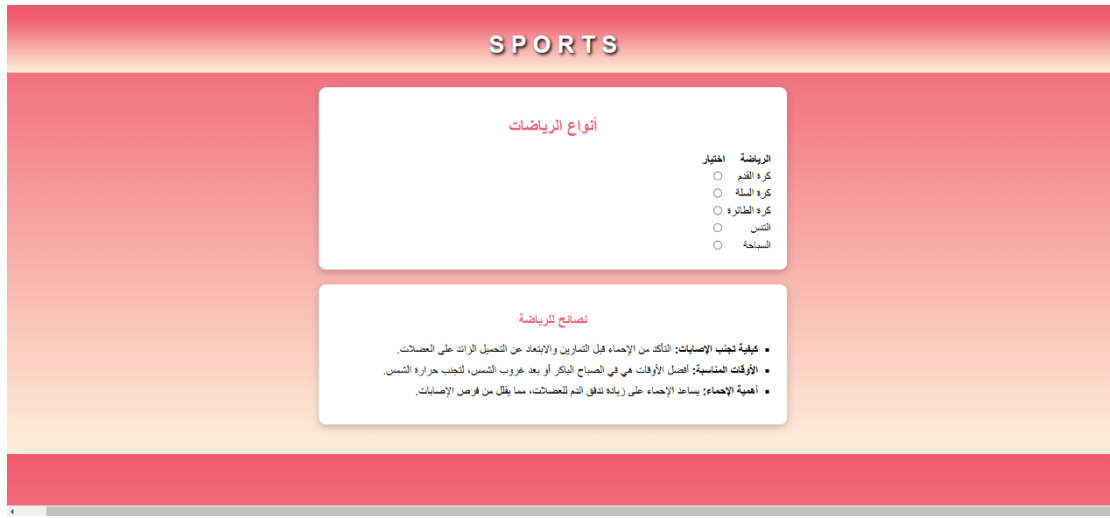 SPORTS
أنواع الرياضات
الرياضة اختيار
كرة القدم
كرة السلة
كرة الطائرة
التنس
السباحة
نصائح للرياضة
كيفية تجنب الإصابات: التأكد من الإحماء قبل التمارين والابتعاد عن التحميل الزائد على العضلات.
الأوقات المناسبة: أفضل الأوقات هي في الصباح الباكر أو بعد غروب الشمس، لتجنب حرارة الشمس.
أهمية الإحماء: يساعد الإحماء على زيادة تدفق الدم للعضلات، مما يقلل من فرص الإصابات.